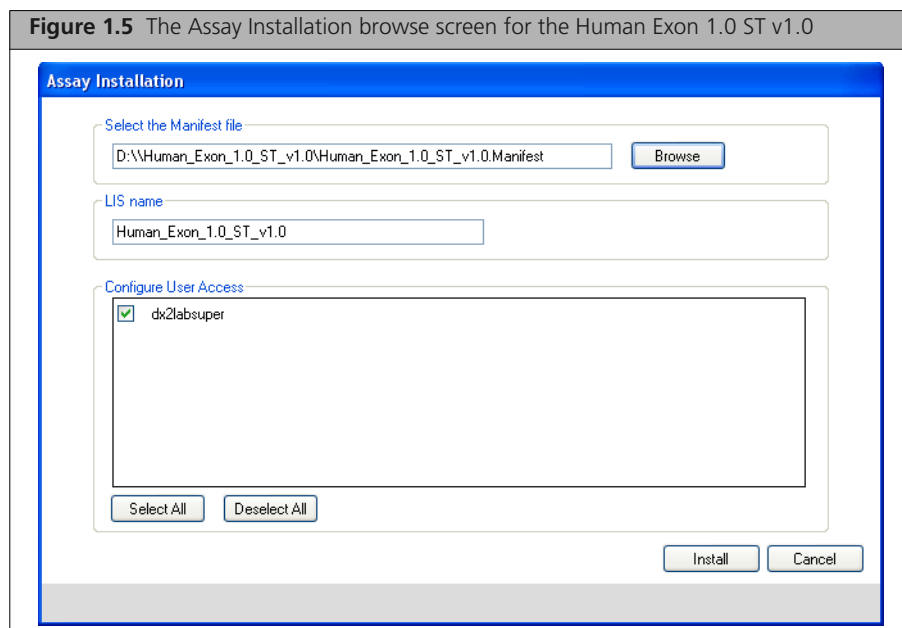 Figure 1.5 The Assay Installation browse screen for the Human Exon 1.0 ST v1.0
Assay Installation
Select the Manifest file
D:\\Human_Exon_1.0_ST_v1.0\Human_Exon_1.0_ST_v1.0.Manifest
Browse
LIS name
Human_Exon_1.0_ST_v1.0
Configure User Access
dx2labsuper
Select All Deselect All
Install Cancel